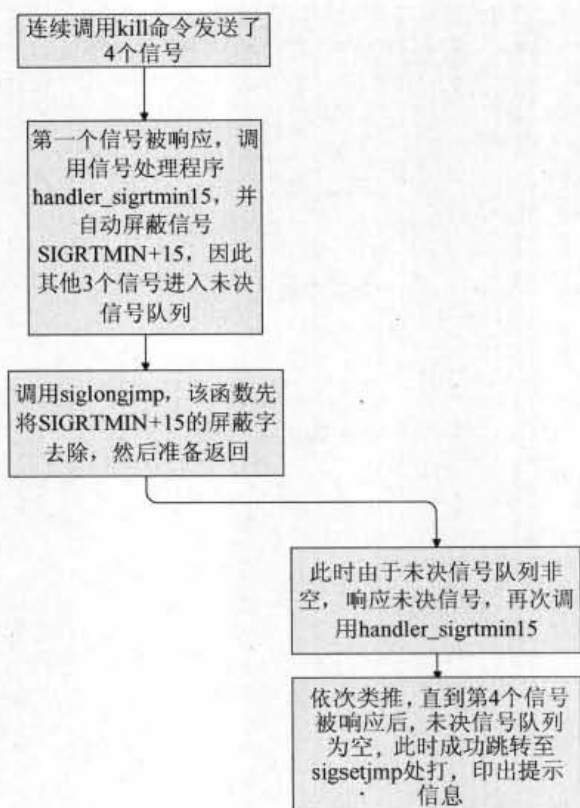 连续调用kill命令发送了
4个信号
第一个信号被响应，调
用信号处理程序
handler_sigrtmin15，并
自动屏蔽信号
SIGRTMIN+15，因此
其他3个信号进入未决
信号队列
调用siglongjmp，该函数先
将SIGRTMIN+15的屏蔽字
去除，然后准备返回
此时由于未决信号队列非
空，响应未决信号，再次调
用handler_sigrtmin15
依次类推，直到第4个信号
被响应后，未决信号队列
为空，此时成功跳转至
sigsetjmp处打，印出提示
信息